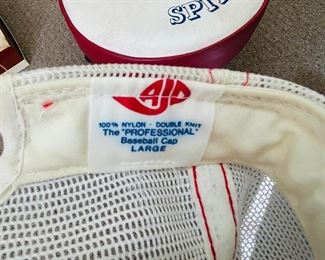 SPI
AJD
100% NYLON · DOUBLE KNIT
The "PROFESSIONAL"
Baseball Cap
LARGE